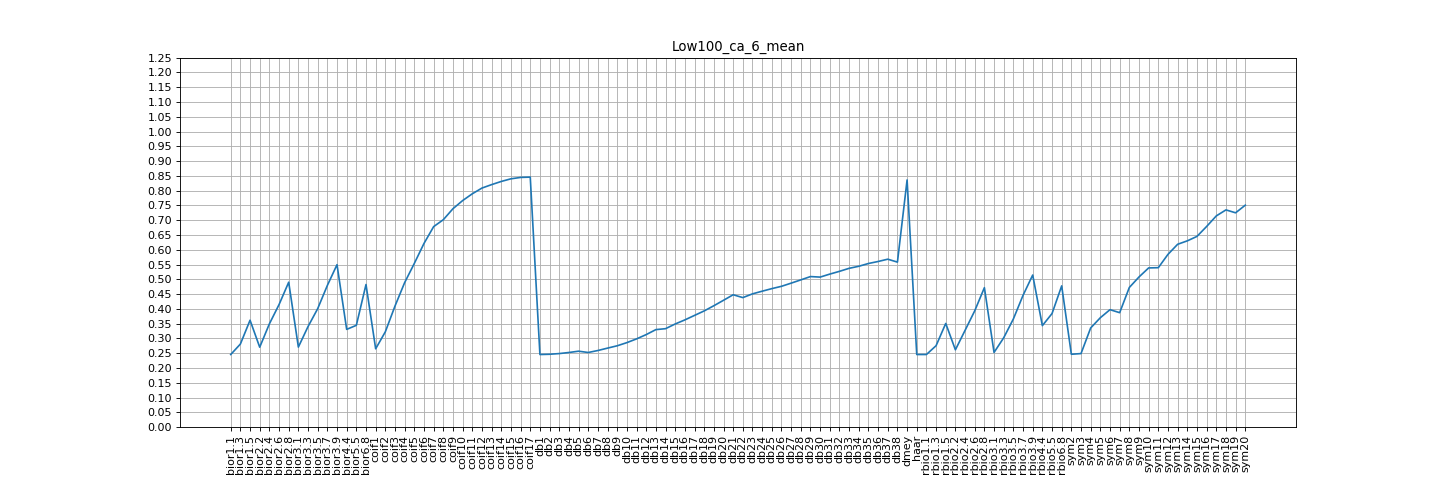 Low100_ca_6_mean
1.25
1.20
1.15
1.10
1.05
1.00
0.95
0.90
0.85
0.80
0.75
0.70
0.65
0.60
0.55
0.50
0.45
0.40
0.35
0.30
0.25
0.20
0.15
0.10
0.05
0.00
bior1.1
bior1.3
bior1.5
bior2.2
bior2.4
bior2.6
bior2.8
bior3.1
bior3.3
bior3.5
bior3.7
bior3.9
bior4.4
bior5.5
bior6.8
coif1
coif2
coif3
coif4
coif5
coif6
coif7
coif8
coif9
coif10
coif11
coif12
coif13
coif14
coif15
coif16
coif17
db1
db2
db3
db4
db5
db6
db7
db8
db9
db10
db11
db12
db13
db14
db15
db16
db17
db18
db19
db20
db21
db22
db23
db24
db25
db26
db27
db28
db29
db30
db31
db32
db33
db34
db35
db36
db37
db38
dmey
haar
rbio1.1
rbio1.3
rbio1.5
rbio2.2
rbio2.4
rbio2.6
rbio2.8
rbio3.1
rbio3.3
rbio3.5
rbio3.7
rbio3.9
rbio4.4
rbio5.5
rbio6.8
sym2
sym3
sym4
sym5
sym6
sym7
sym8
sym9
sym10
sym11
sym12
sym13
sym14
sym15
sym16
sym17
sym18
sym19
sym20